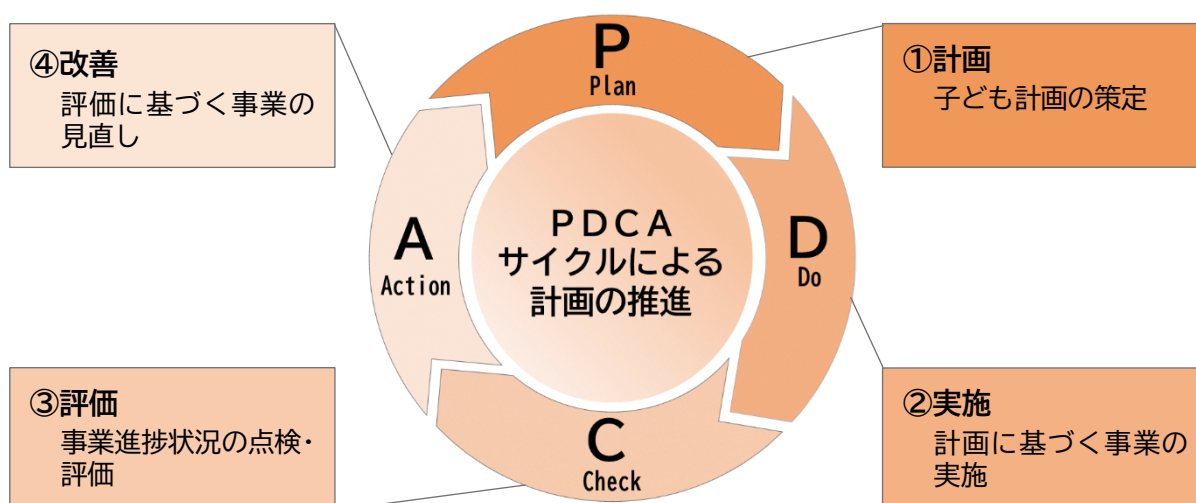 ④改善
評価に基づく事業の
見直し
P
Plan
①計画
子ども計画の策定
A
Action
PDCA
サイクルによる
計画の推進
D
Do
③評価
事業進捗状況の点検・
評価
C
Check
②実施
計画に基づく事業の
実施